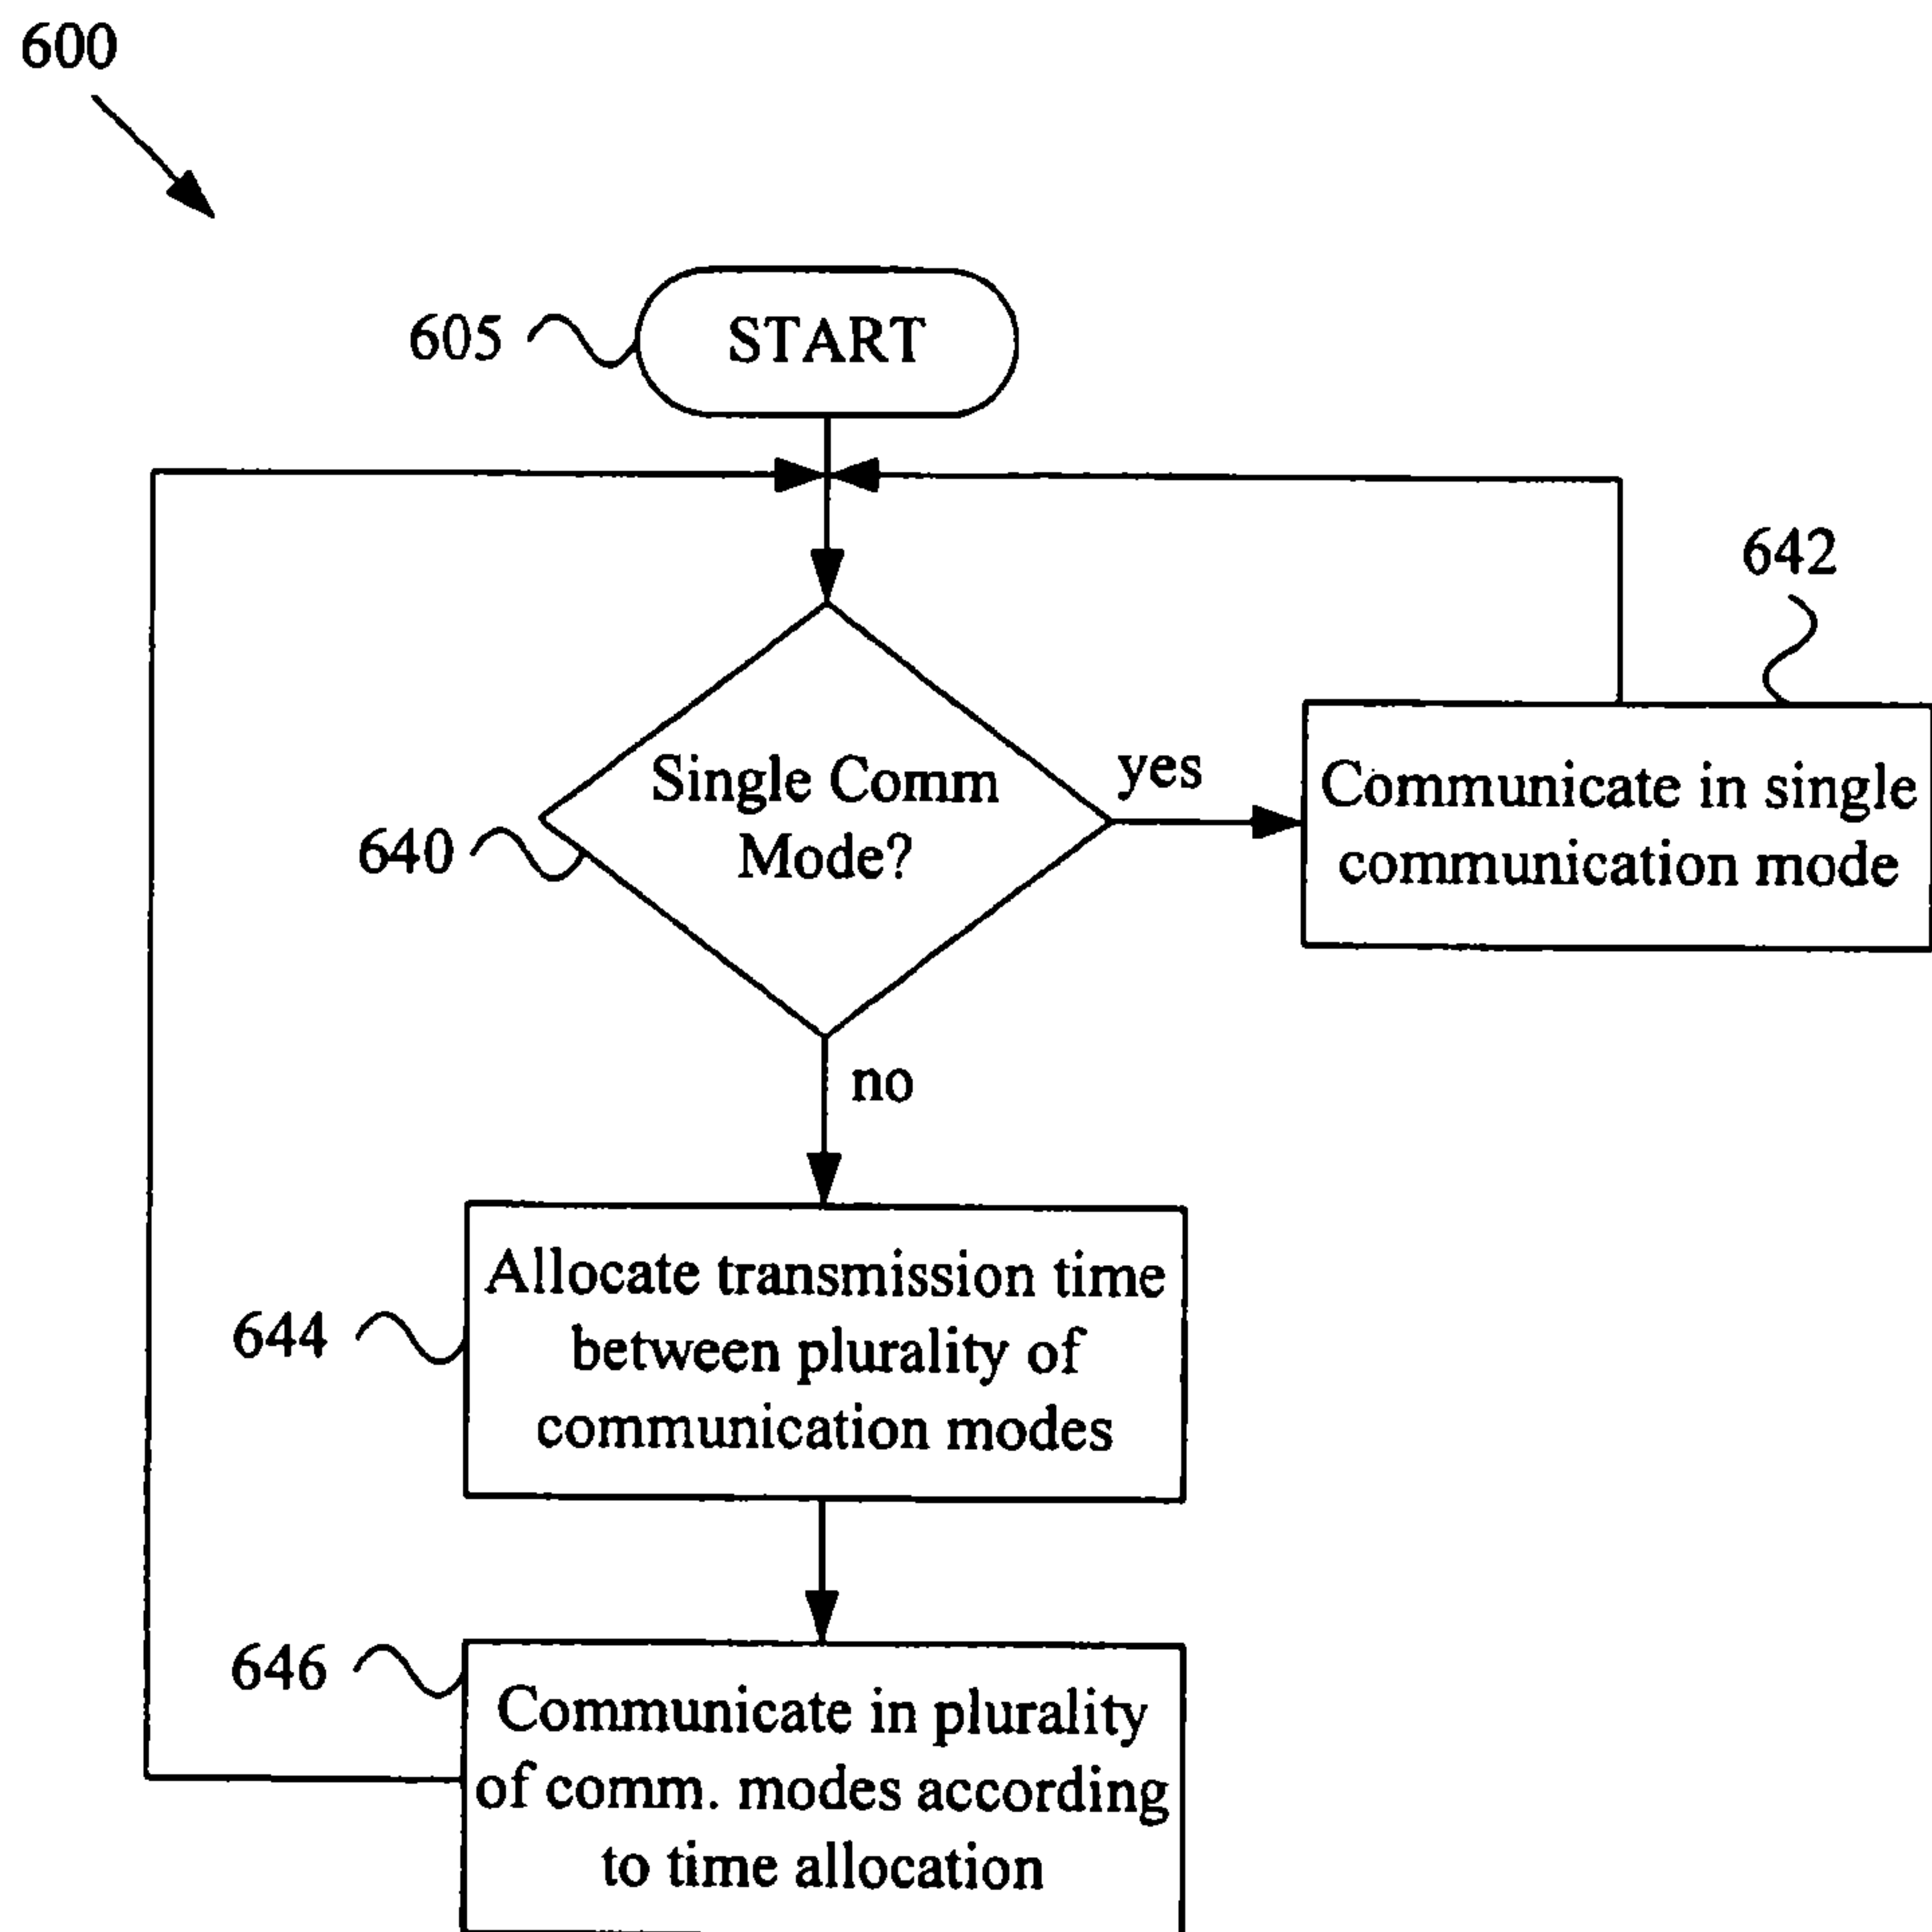 600
605
START
642
Single Comm
Mode?
640
yes
Communicate in single
communication mode
no
644
Allocate transmission time
between plurality of
communication modes
646
Communicate in plurality
of comm. modes according
to time allocation